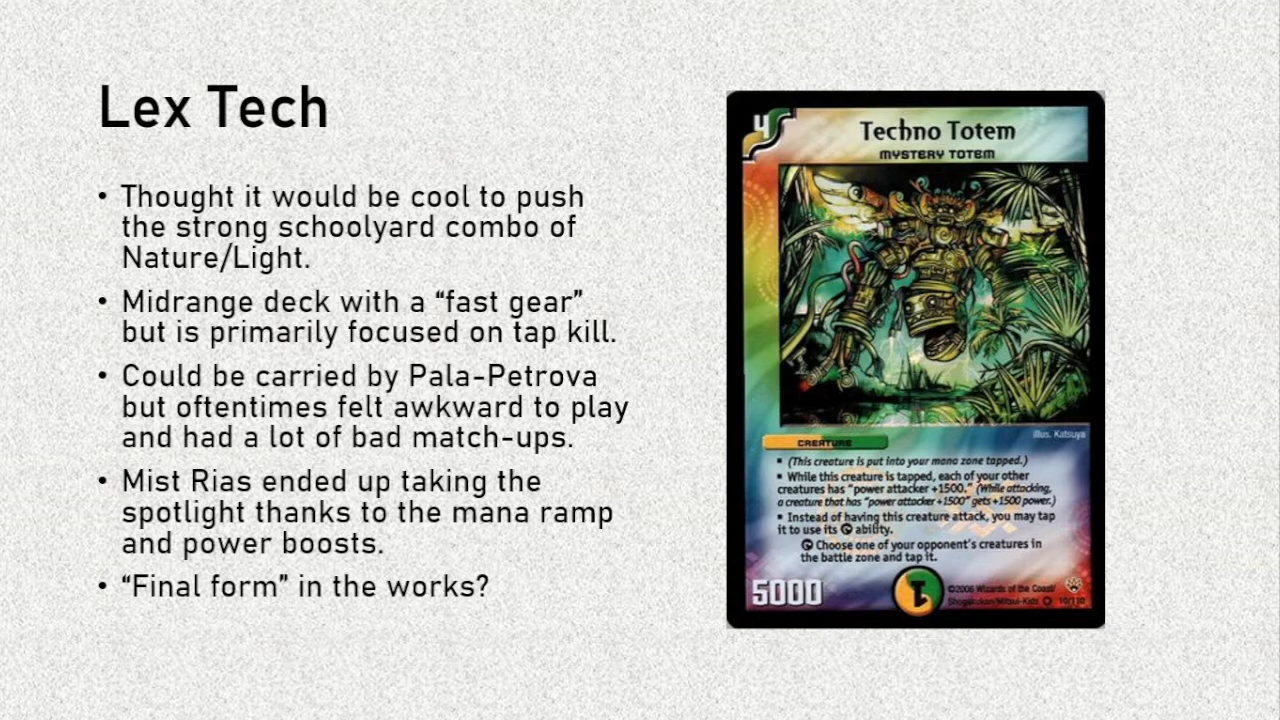 Lex Tech
• Thought it would be cool to push
the strong schoolyard combo of
Nature/Light.
• Midrange deck with a “fast gear”
but is primarily focused on tap kill.
• Could be carried by Pala-Petrova
but oftentimes felt awkward to play
and had a lot of bad match-ups.
• Mist Rias ended up taking the
spotlight thanks to the mana ramp
and power boosts.
• “Final form” in the works?
4
Techno Totem
MYSTERY TOTEM
illus. Katsuya
CREATURE
▪ (This creature is put into your mana zone tapped.)
▪ While this creature is tapped, each of your other
creatures has “power attacker +1500.” (While attacking,
a creature that has “power attacker +1500” gets +1500 power.)
▪ Instead of having this creature attack, you may tap
it to use its ability.
Choose one of your opponent's creatures in
the battle zone and tap it.
5000
1
©2006 Wizards of the Coast/
Shogakukan/Mitsui-Kids 10/110